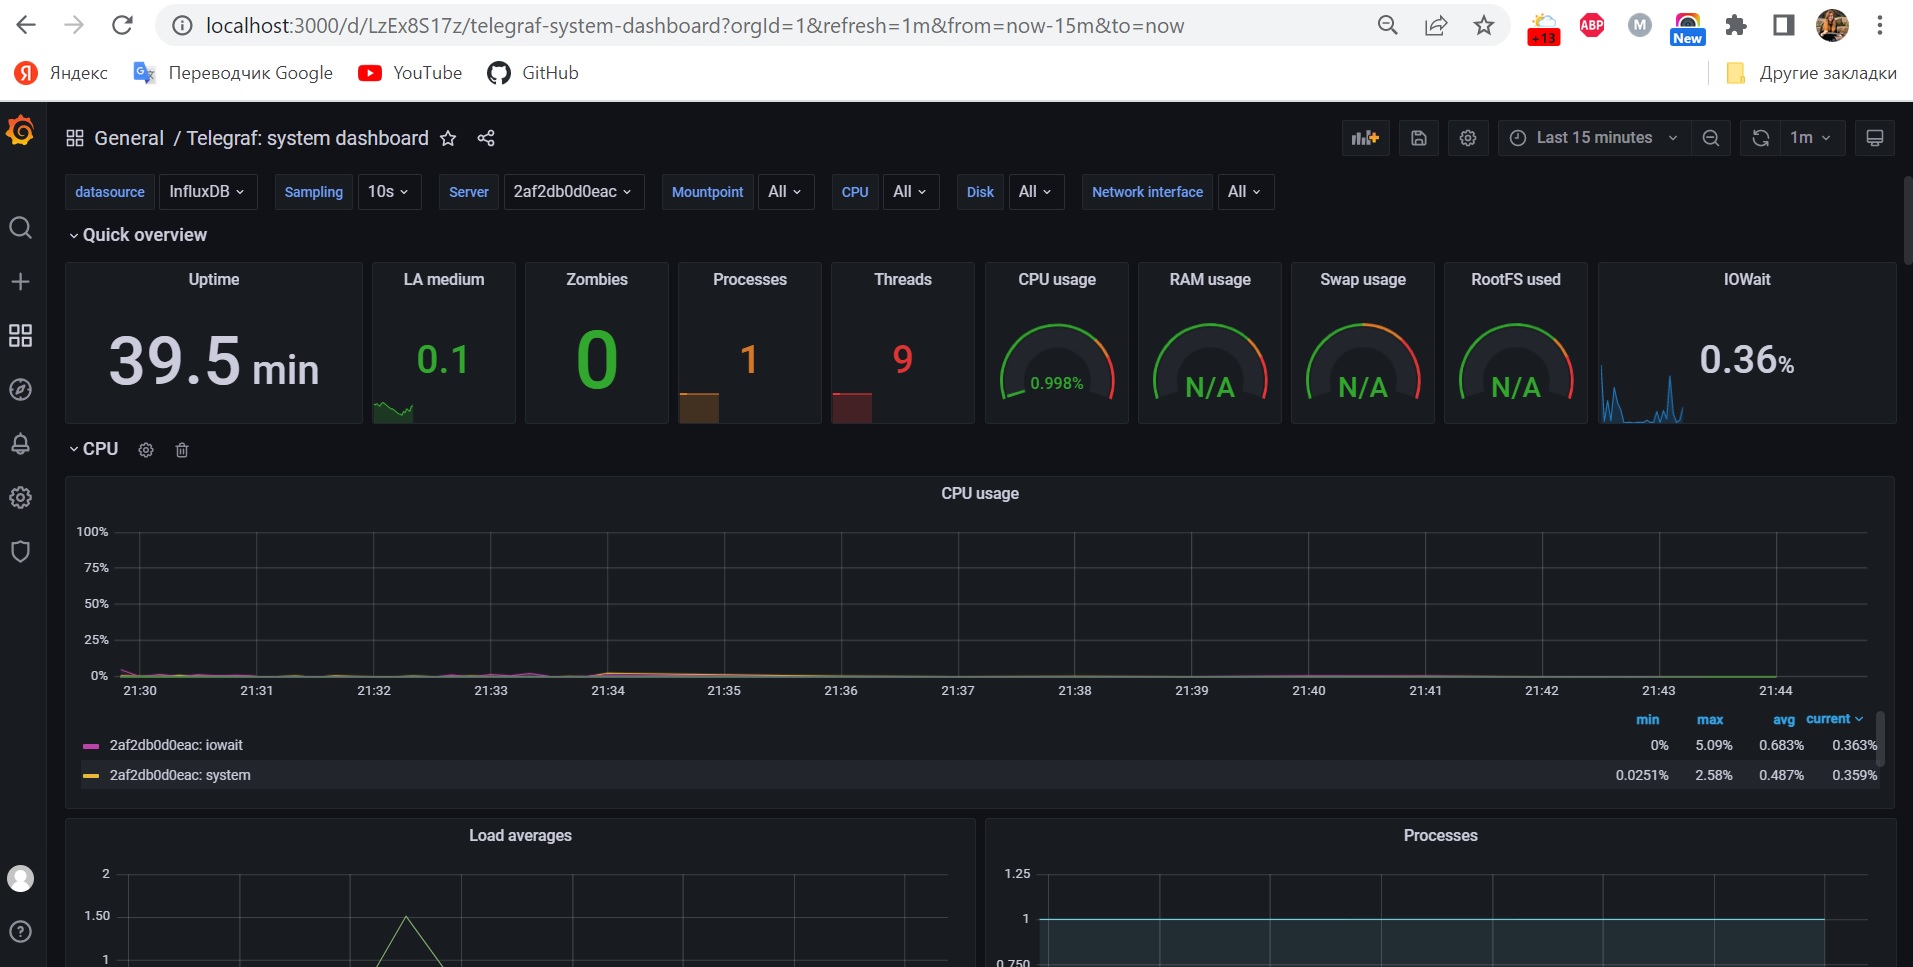 localhost:3000/d/LzEx8S17z/telegraf-system-dashboard?orgId=1&refresh=1m&from=now-15m&to=now
+13 ABP M New
Я Яндекс Переводчик Google YouTube GitHub Другие закладки
General / Telegraf: system dashboard Last 15 minutes 1m
datasource InfluxDB Sampling 10s Server 2af2db0d0eac Mountpoint All CPU All Disk All Network interface All
Quick overview
Uptime LA medium Zombies Processes Threads CPU usage RAM usage Swap usage RootFS used IOWait
39.5 min 0.1 0 1 9 0.998% N/A N/A N/A 0.36%
CPU
CPU usage
100%
75%
50%
25%
0%
21:30 21:31 21:32 21:33 21:34 21:35 21:36 21:37 21:38 21:39 21:40 21:41 21:42 21:43 21:44
min max avg current
2af2db0d0eac: iowait 0% 5.09% 0.683% 0.363%
2af2db0d0eac: system 0.0251% 2.58% 0.487% 0.359%
Load averages
2
1.50
1
Processes
1.25
1
0.750